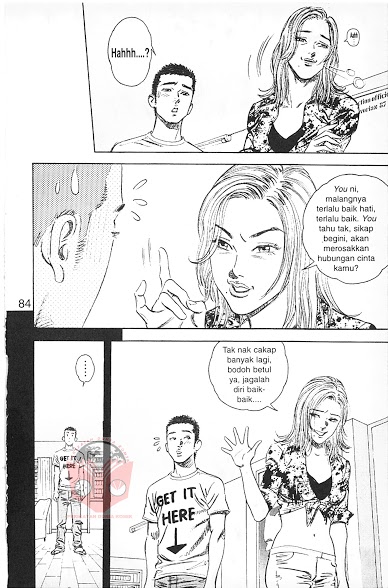 Hahhh....?
Aahh
You ni,
malangnya
terlalu baik hati,
terlalu baik. You
tahu tak, sikap
begini, akan
merosakkan
hubungan cinta
kamu?
84
Tak nak cakap
banyak lagi,
bodoh betul
ya, jagalah
diri baik-
baik....
......
GET IT
HERE
GET IT
HERE